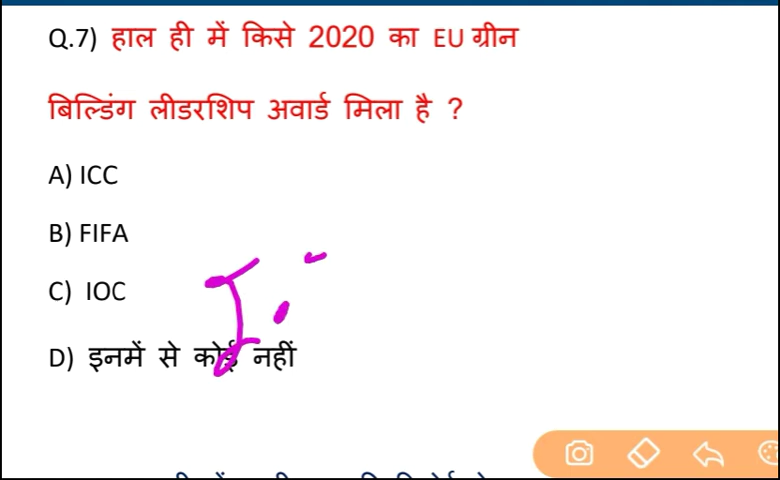 Q.7) हाल ही में किसे 2020 का EU ग्रीन
बिल्डिंग लीडरशिप अवार्ड मिला है ?
A) ICC
B) FIFA
C) IOC
D) इनमें से कोई नहीं